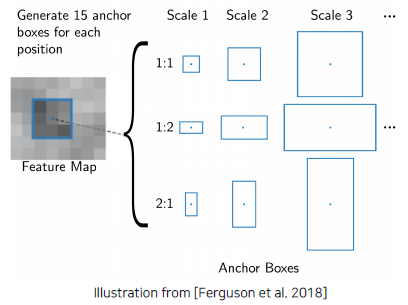 Generate 15 anchor
boxes for each
position
Scale 1 Scale 2 Scale 3 ...
1:1
1:2 ...
2:1
Feature Map
Anchor Boxes
Illustration from [Ferguson et al. 2018]